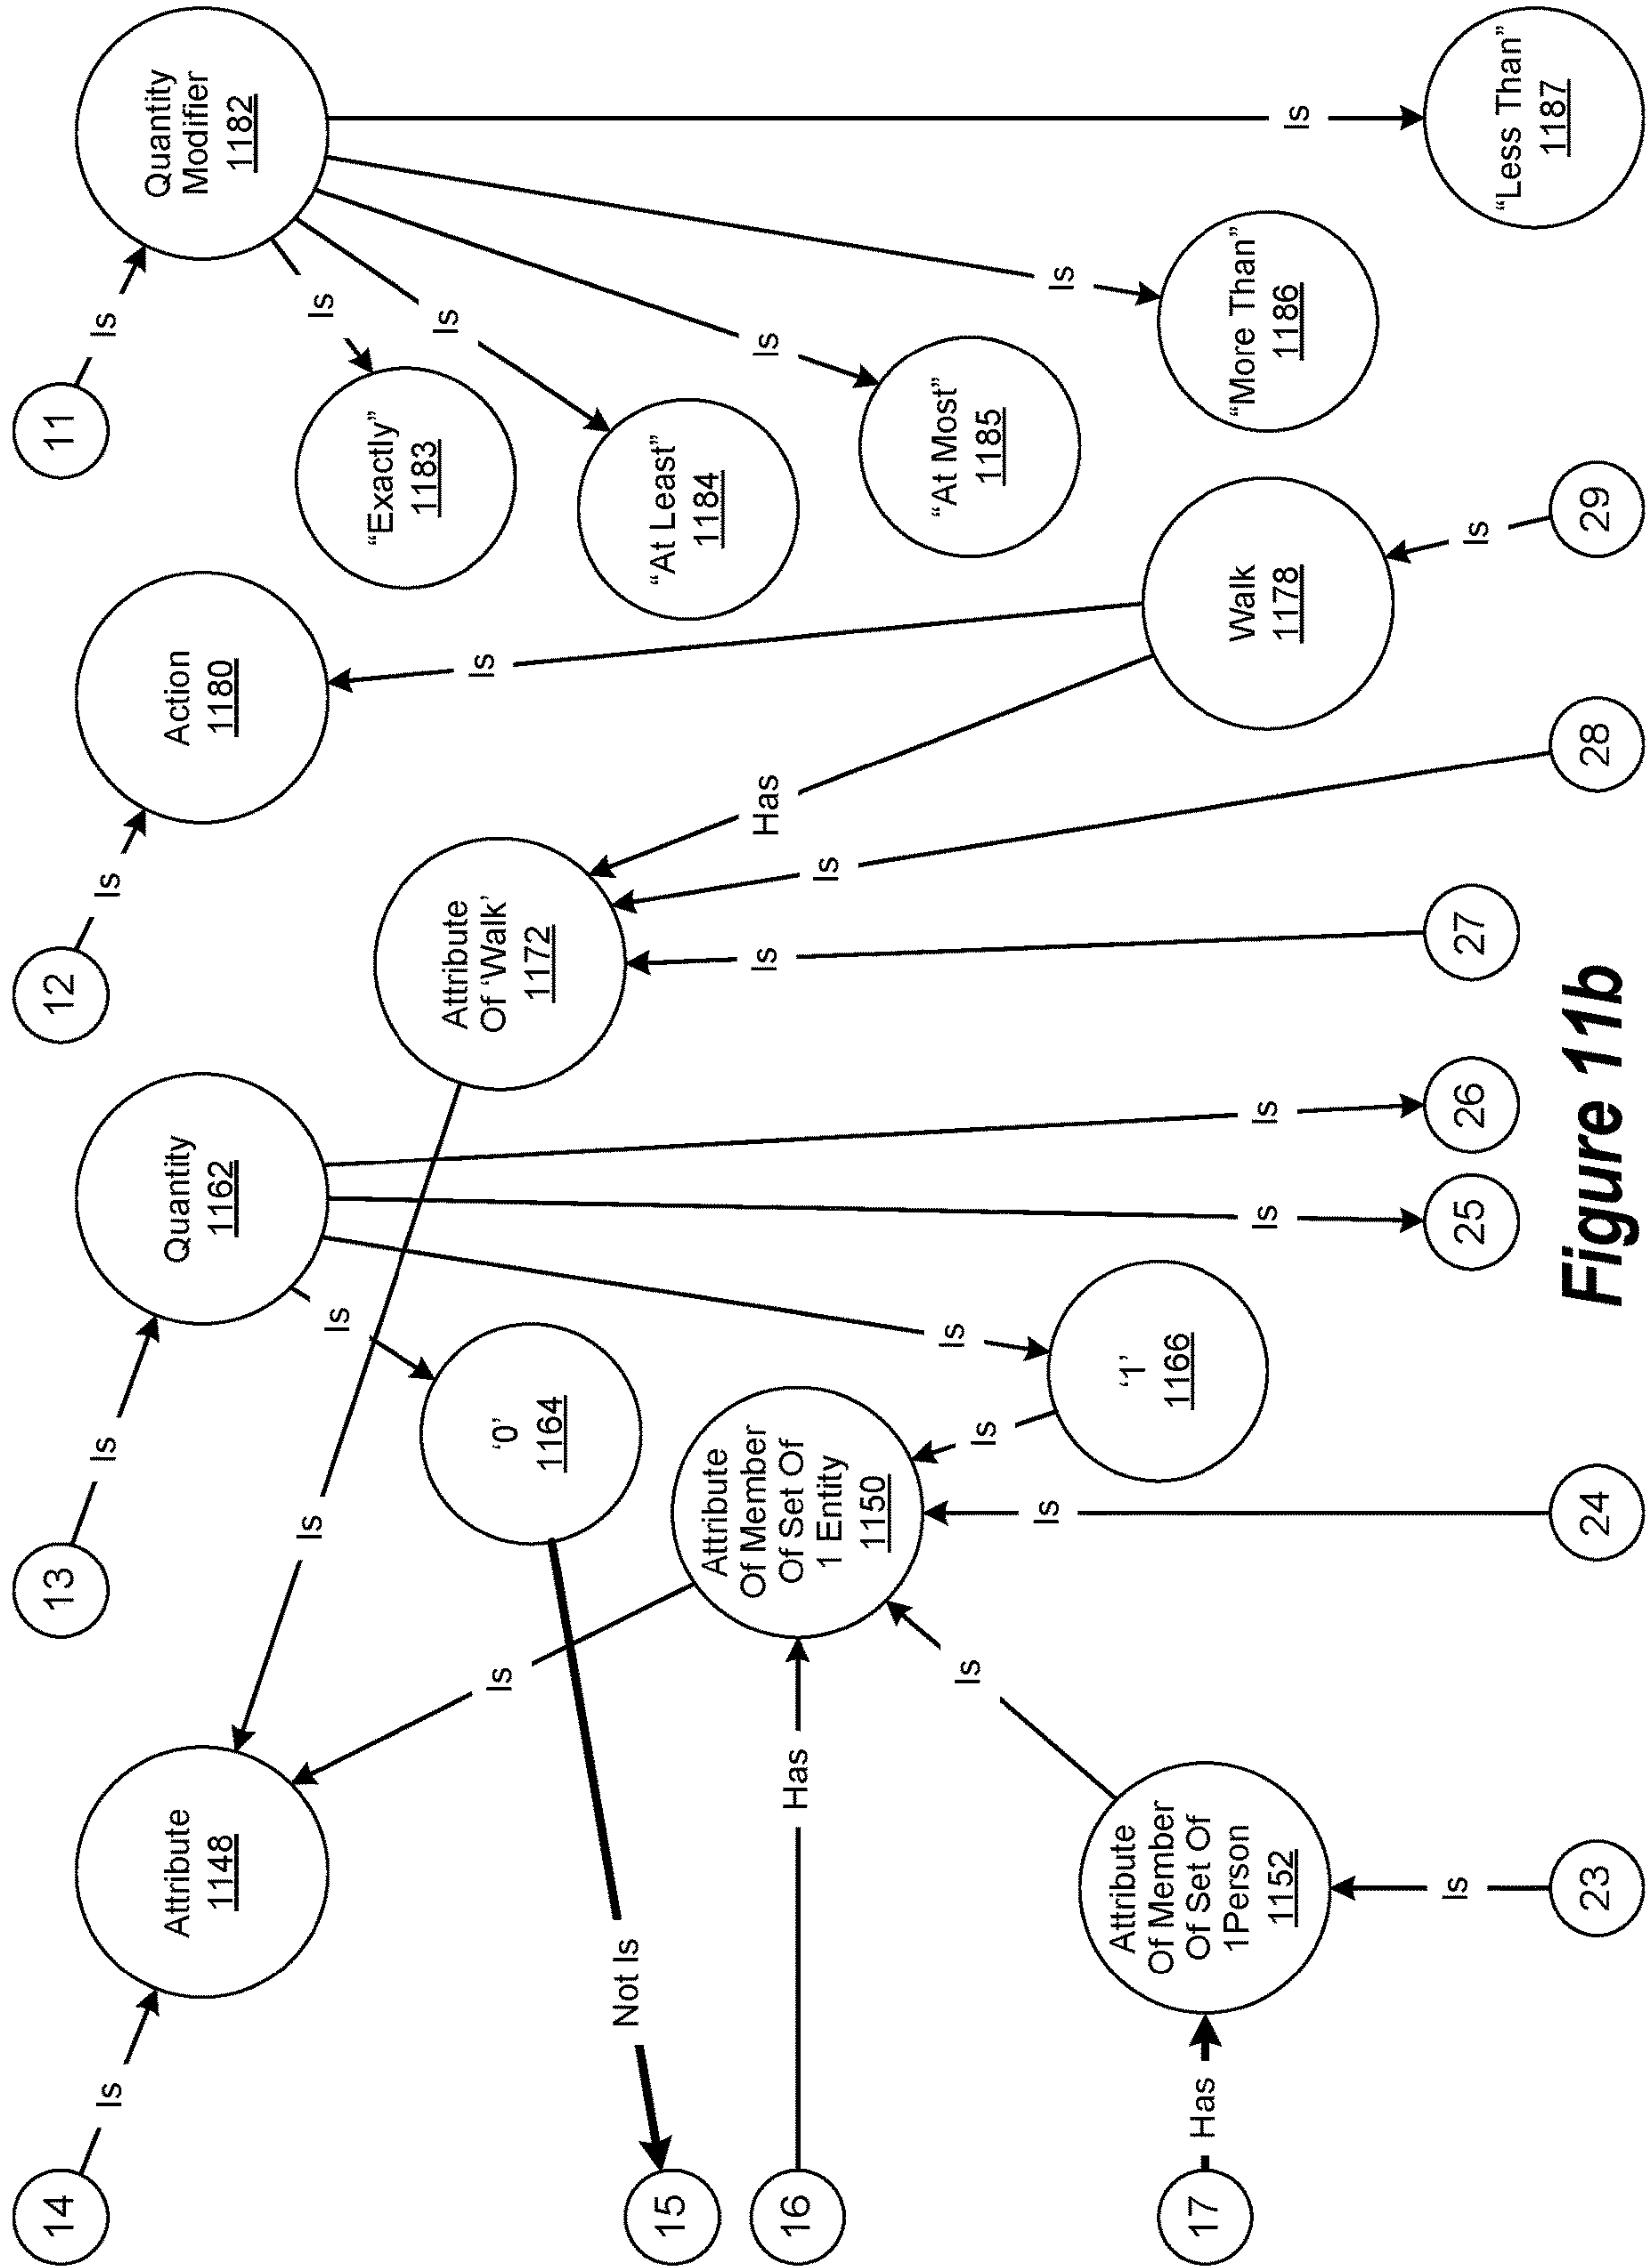 14
Is
Attribute
1148
13
Is
Quantity
1162
12
Is
Action
1180
11
Is
Quantity
Modifier
1182
Is
Is
Is
Is
Is
Is
Is
Is
Is
Is
Is
Is
Is
Is
Has
Is
Is
Is
"Exactly"
1183
"At Least"
1184
"At Most"
1185
"More Than"
1186
"Less Than"
1187
Attribute
Of 'Walk'
1172
'0'
1164
15
Not Is
16
Has
Attribute
Of Member
Of Set Of
1 Entity
1150
Is
'1'
1166
Walk
1178
Is
17
Has
Attribute
Of Member
Of Set Of
1Person
1152
Is
25
26
27
23
24
28
29
Figure 11b